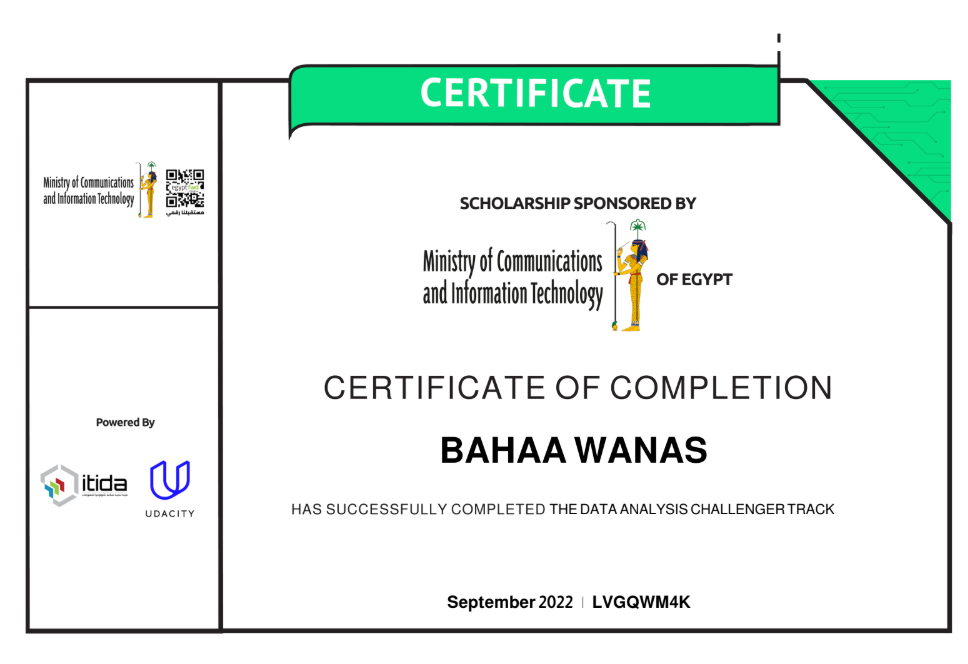 CERTIFICATE
Ministry of Communications
and Information Technology
egyptFWD
مستقبلنا رقمي
SCHOLARSHIP SPONSORED BY
Ministry of Communications
and Information Technology
OF EGYPT
CERTIFICATE OF COMPLETION
BAHAA WANAS
HAS SUCCESSFULLY COMPLETED THE DATA ANALYSIS CHALLENGER TRACK
September 2022 | LVGQWM4K
Powered By
itida
UDACITY